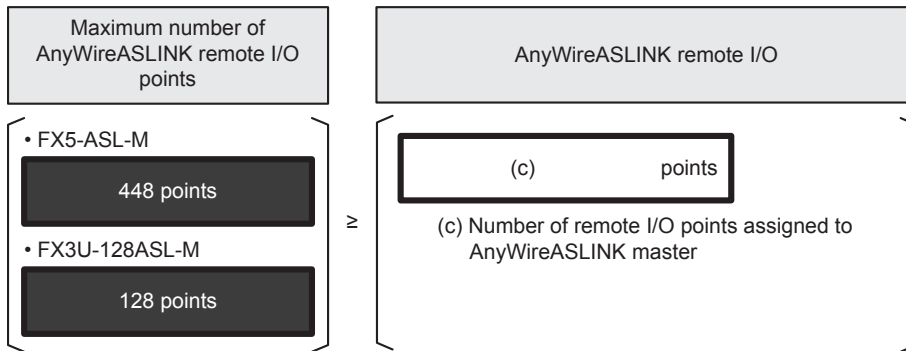 Maximum number of
AnyWireASLINK remote I/O
points
AnyWireASLINK remote I/O
• FX5-ASL-M
448 points
• FX3U-128ASL-M
128 points
≥
(c) points
(c) Number of remote I/O points assigned to
AnyWireASLINK master